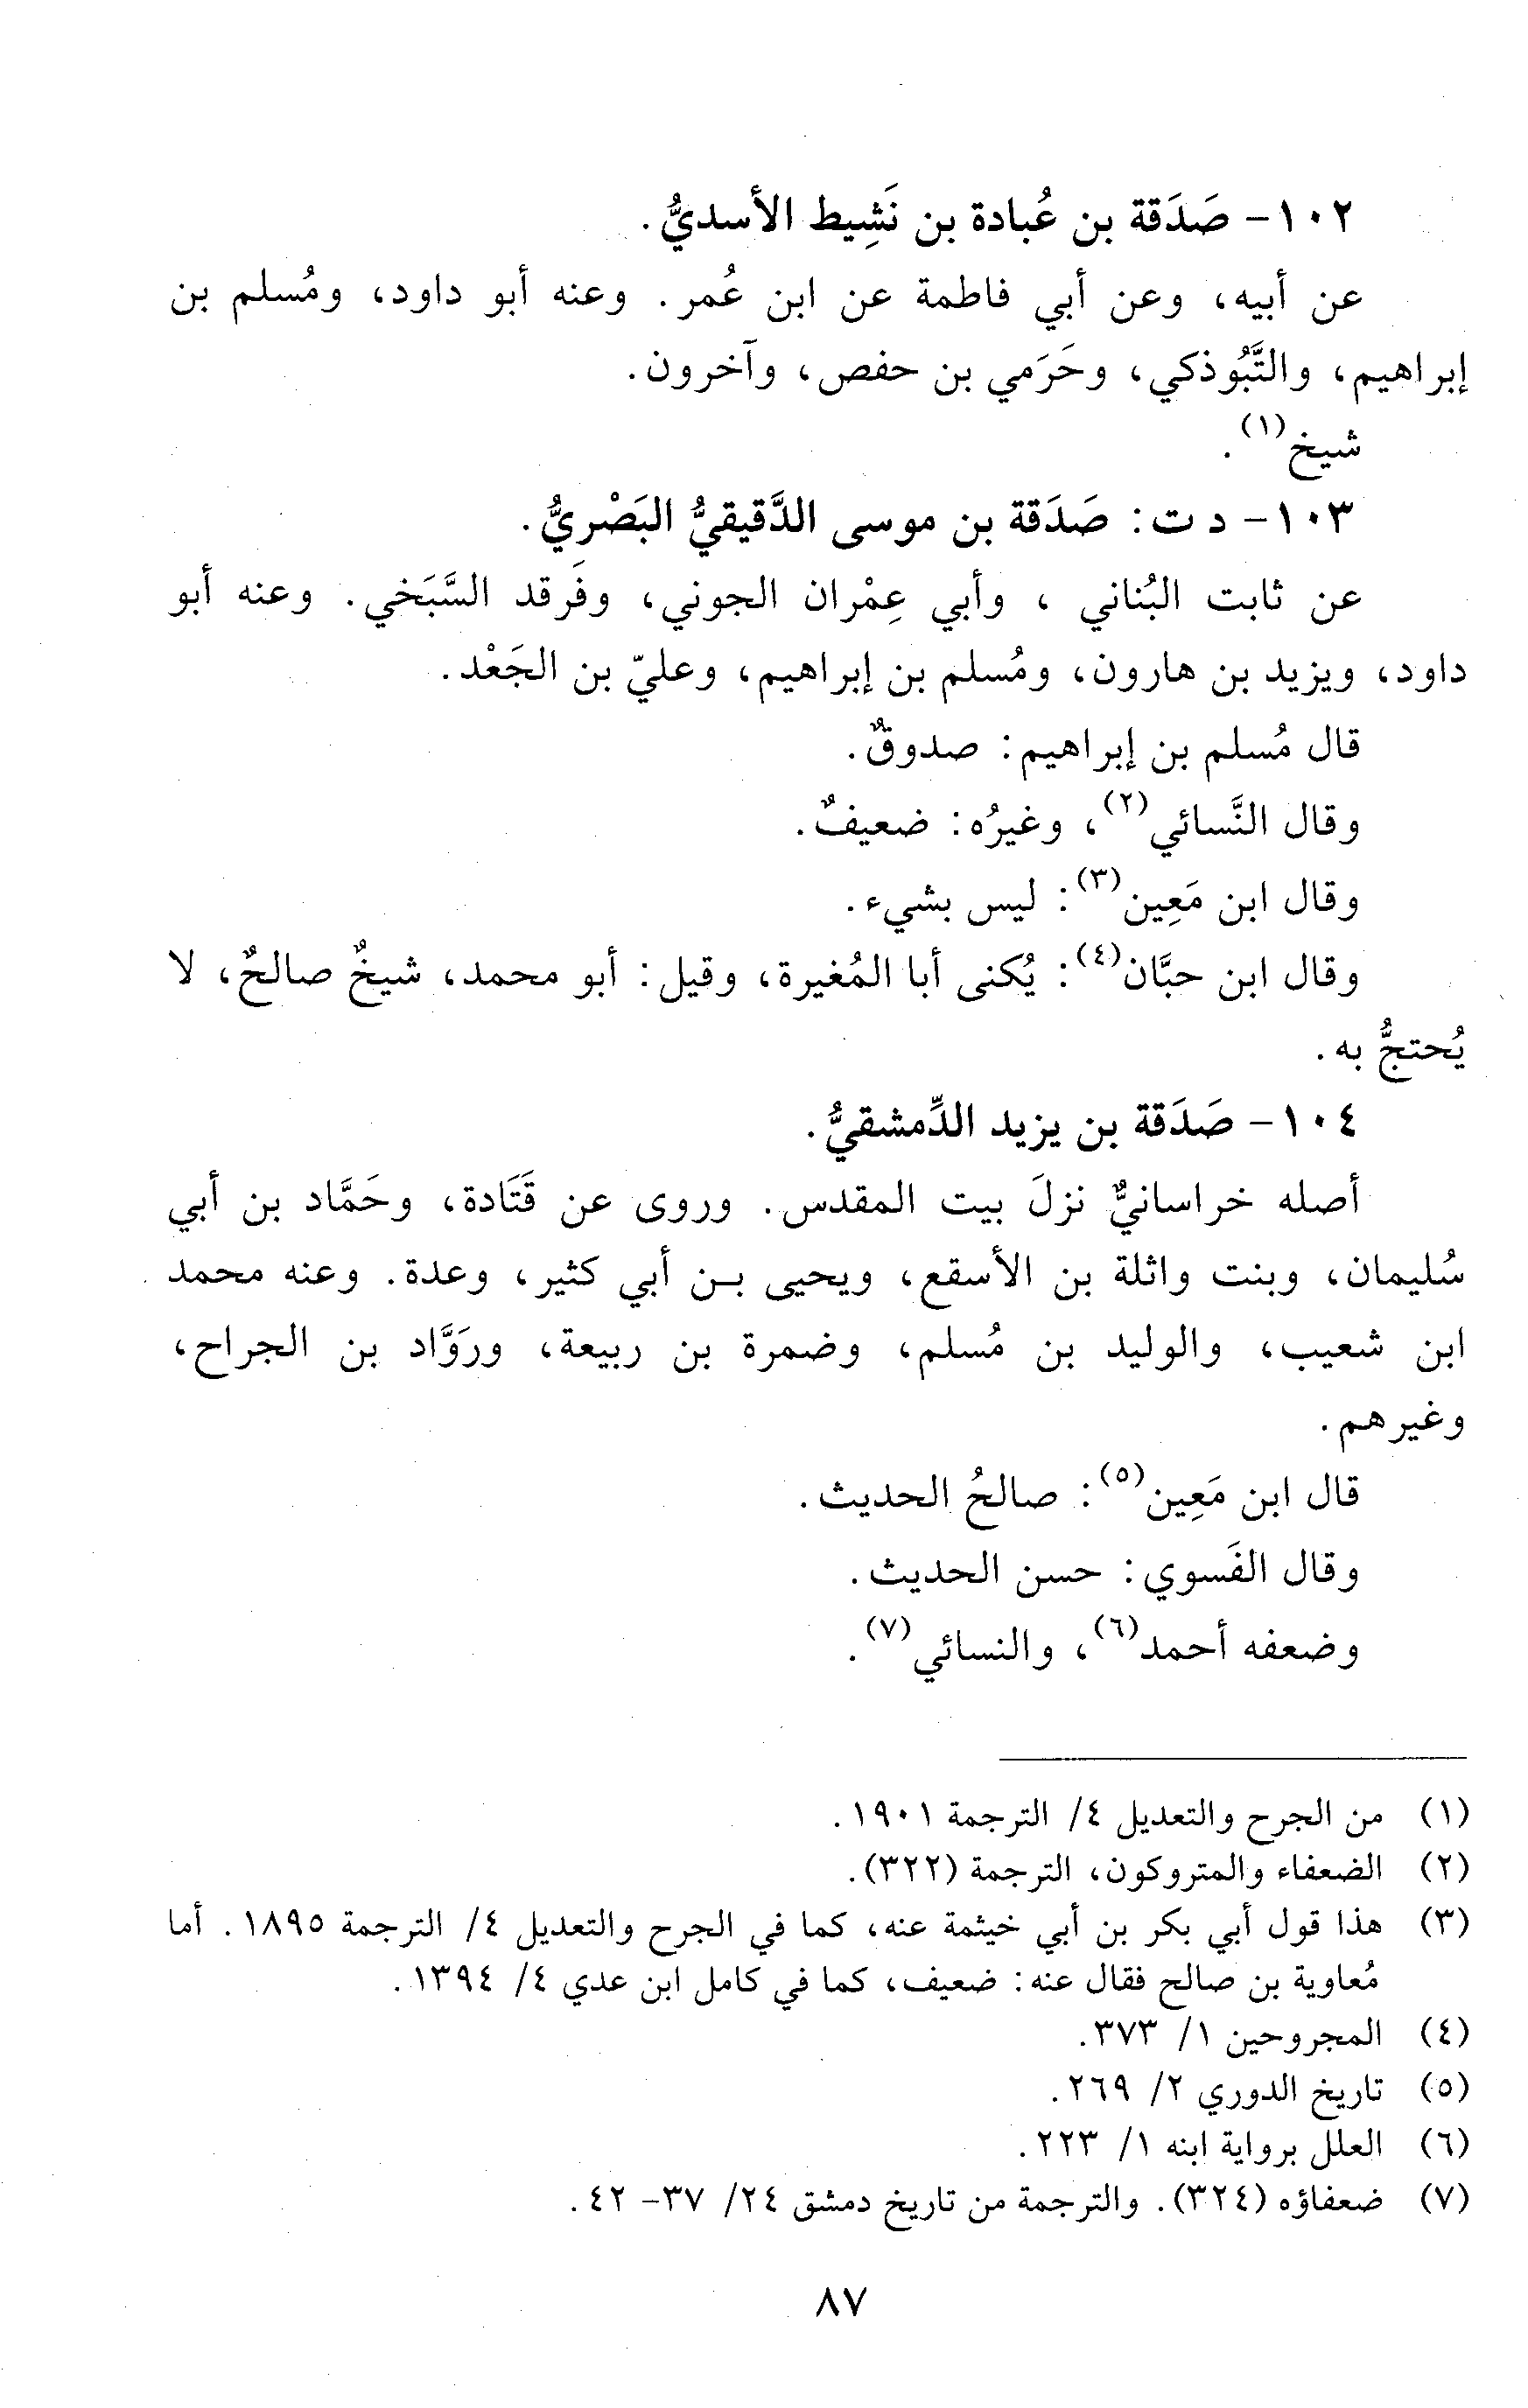 ١٠٢- صَدَقة بن عُبادة بن نَشِيط الأسديُّ.
عن أبيه، وعن أبي فاطمة عن ابن عُمر. وعنه أبو داود، ومُسلم بن
إبراهيم، والتَّبُوذكي، وحَرَمي بن حفص، وآخرون.
شيخ(١).
١٠٣- د ت: صَدَقة بن موسى الدَّقيقيُّ البَصْريُّ.
عن ثابت البُناني ، وأبي عِمْران الجوني، وفَرقد السَّبَخي. وعنه أبو
داود، ويزيد بن هارون، ومُسلم بن إبراهيم، وعليّ بن الجَعْد.
قال مُسلم بن إبراهيم: صدوقٌ.
وقال النَّسائي(٢)، وغيرُه: ضعيفٌ.
وقال ابن مَعِين(٣): ليس بشيء.
وقال ابن حبَّان(٤): يُكنى أبا المُغيرة، وقيل: أبو محمد، شيخٌ صالحٌ، لا
يُحتجُّ به.
١٠٤- صَدَقة بن يزيد الدِّمشقيُّ.
أصله خراسانيٌّ نزلَ بيت المقدس. وروى عن قَتَادة، وحَمَّاد بن أبي
سُليمان، وبنت واثلة بن الأسقع، ويحيى بـن أبي كثير، وعدة. وعنه محمد
ابن شعيب، والوليد بن مُسلم، وضمرة بن ربيعة، وروَّاد بن الجراح،
وغيرهم.
قال ابن مَعِين(٥): صالحُ الحديث.
وقال الفَسوي: حسن الحديث.
وضعفه أحمد(٦)، والنسائي(٧).
(١) من الجرح والتعديل ٤/ الترجمة ١٩٠١.
(٢) الضعفاء والمتروكون، الترجمة (٣٢٢).
(٣) هذا قول أبي بكر بن أبي خيثمة عنه، كما في الجرح والتعديل ٤/ الترجمة ١٨٩٥. أما
مُعاوية بن صالح فقال عنه: ضعيف، كما في كامل ابن عدي ٤/ ١٣٩٤.
(٤) المجروحين ١/ ٣٧٣.
(٥) تاريخ الدوري ٢/ ٢٦٩.
(٦) العلل برواية ابنه ١/ ٢٢٣.
(٧) ضعفاؤه (٣٢٤). والترجمة من تاريخ دمشق ٢٤/ ٣٧- ٤٢.
٨٧